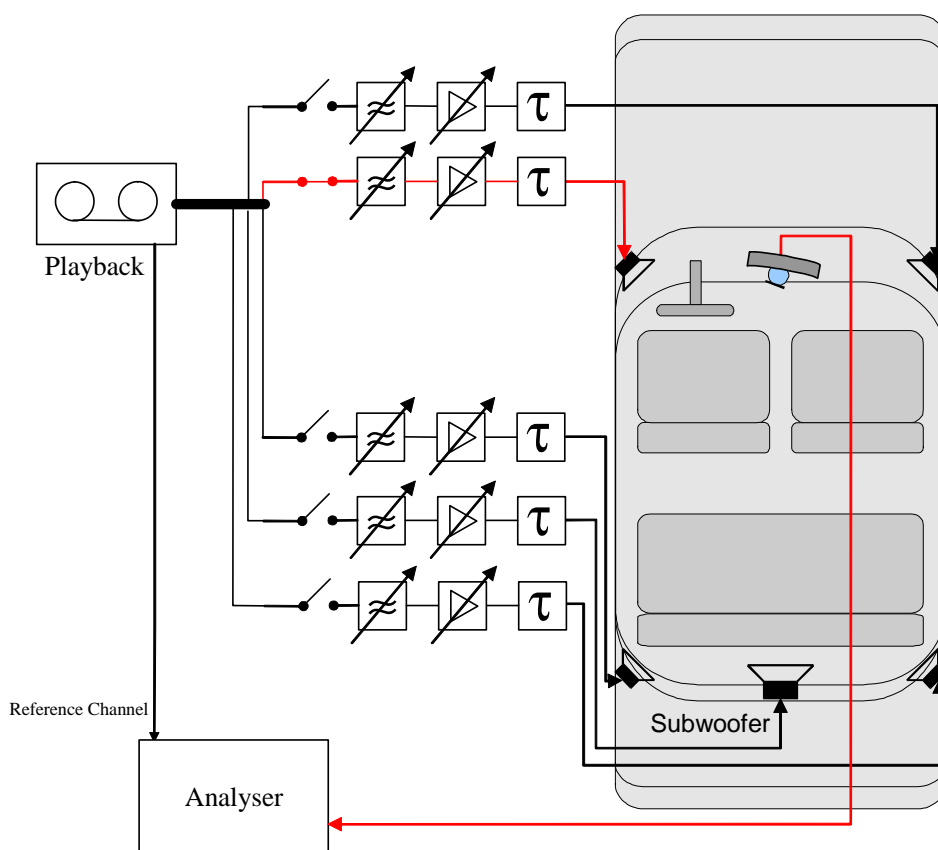 τ
τ
Playback
τ
τ
τ
Reference Channel
Subwoofer
Analyser